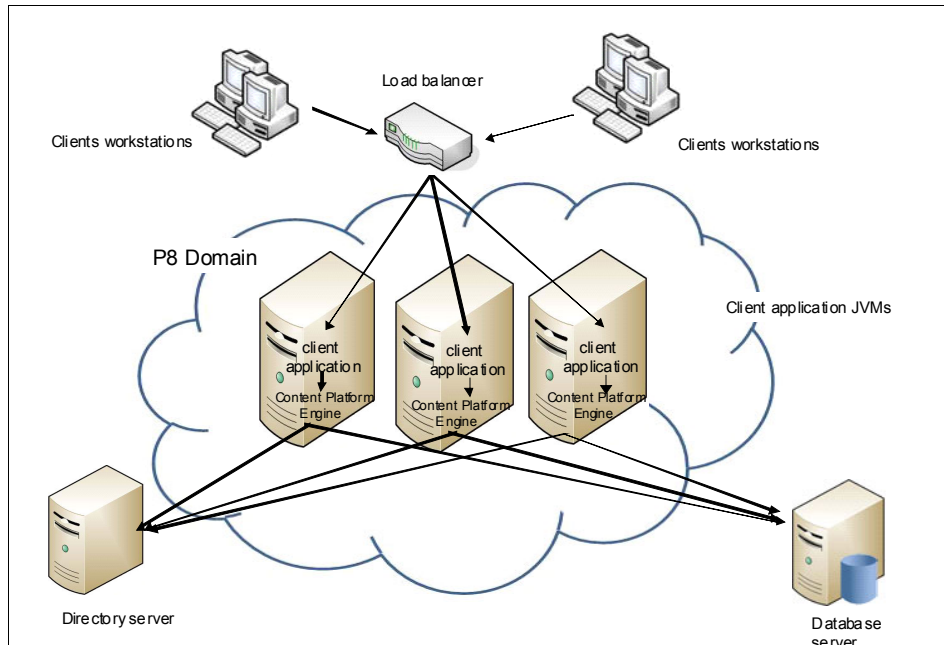 Load balancer
Clients workstations
Clients workstations
P8 Domain
Client application JVMs
client
application
Content Platform
Engine
client
application
Content Platform
Engine
client
application
Content Platform
Engine
Directory server
Database
server